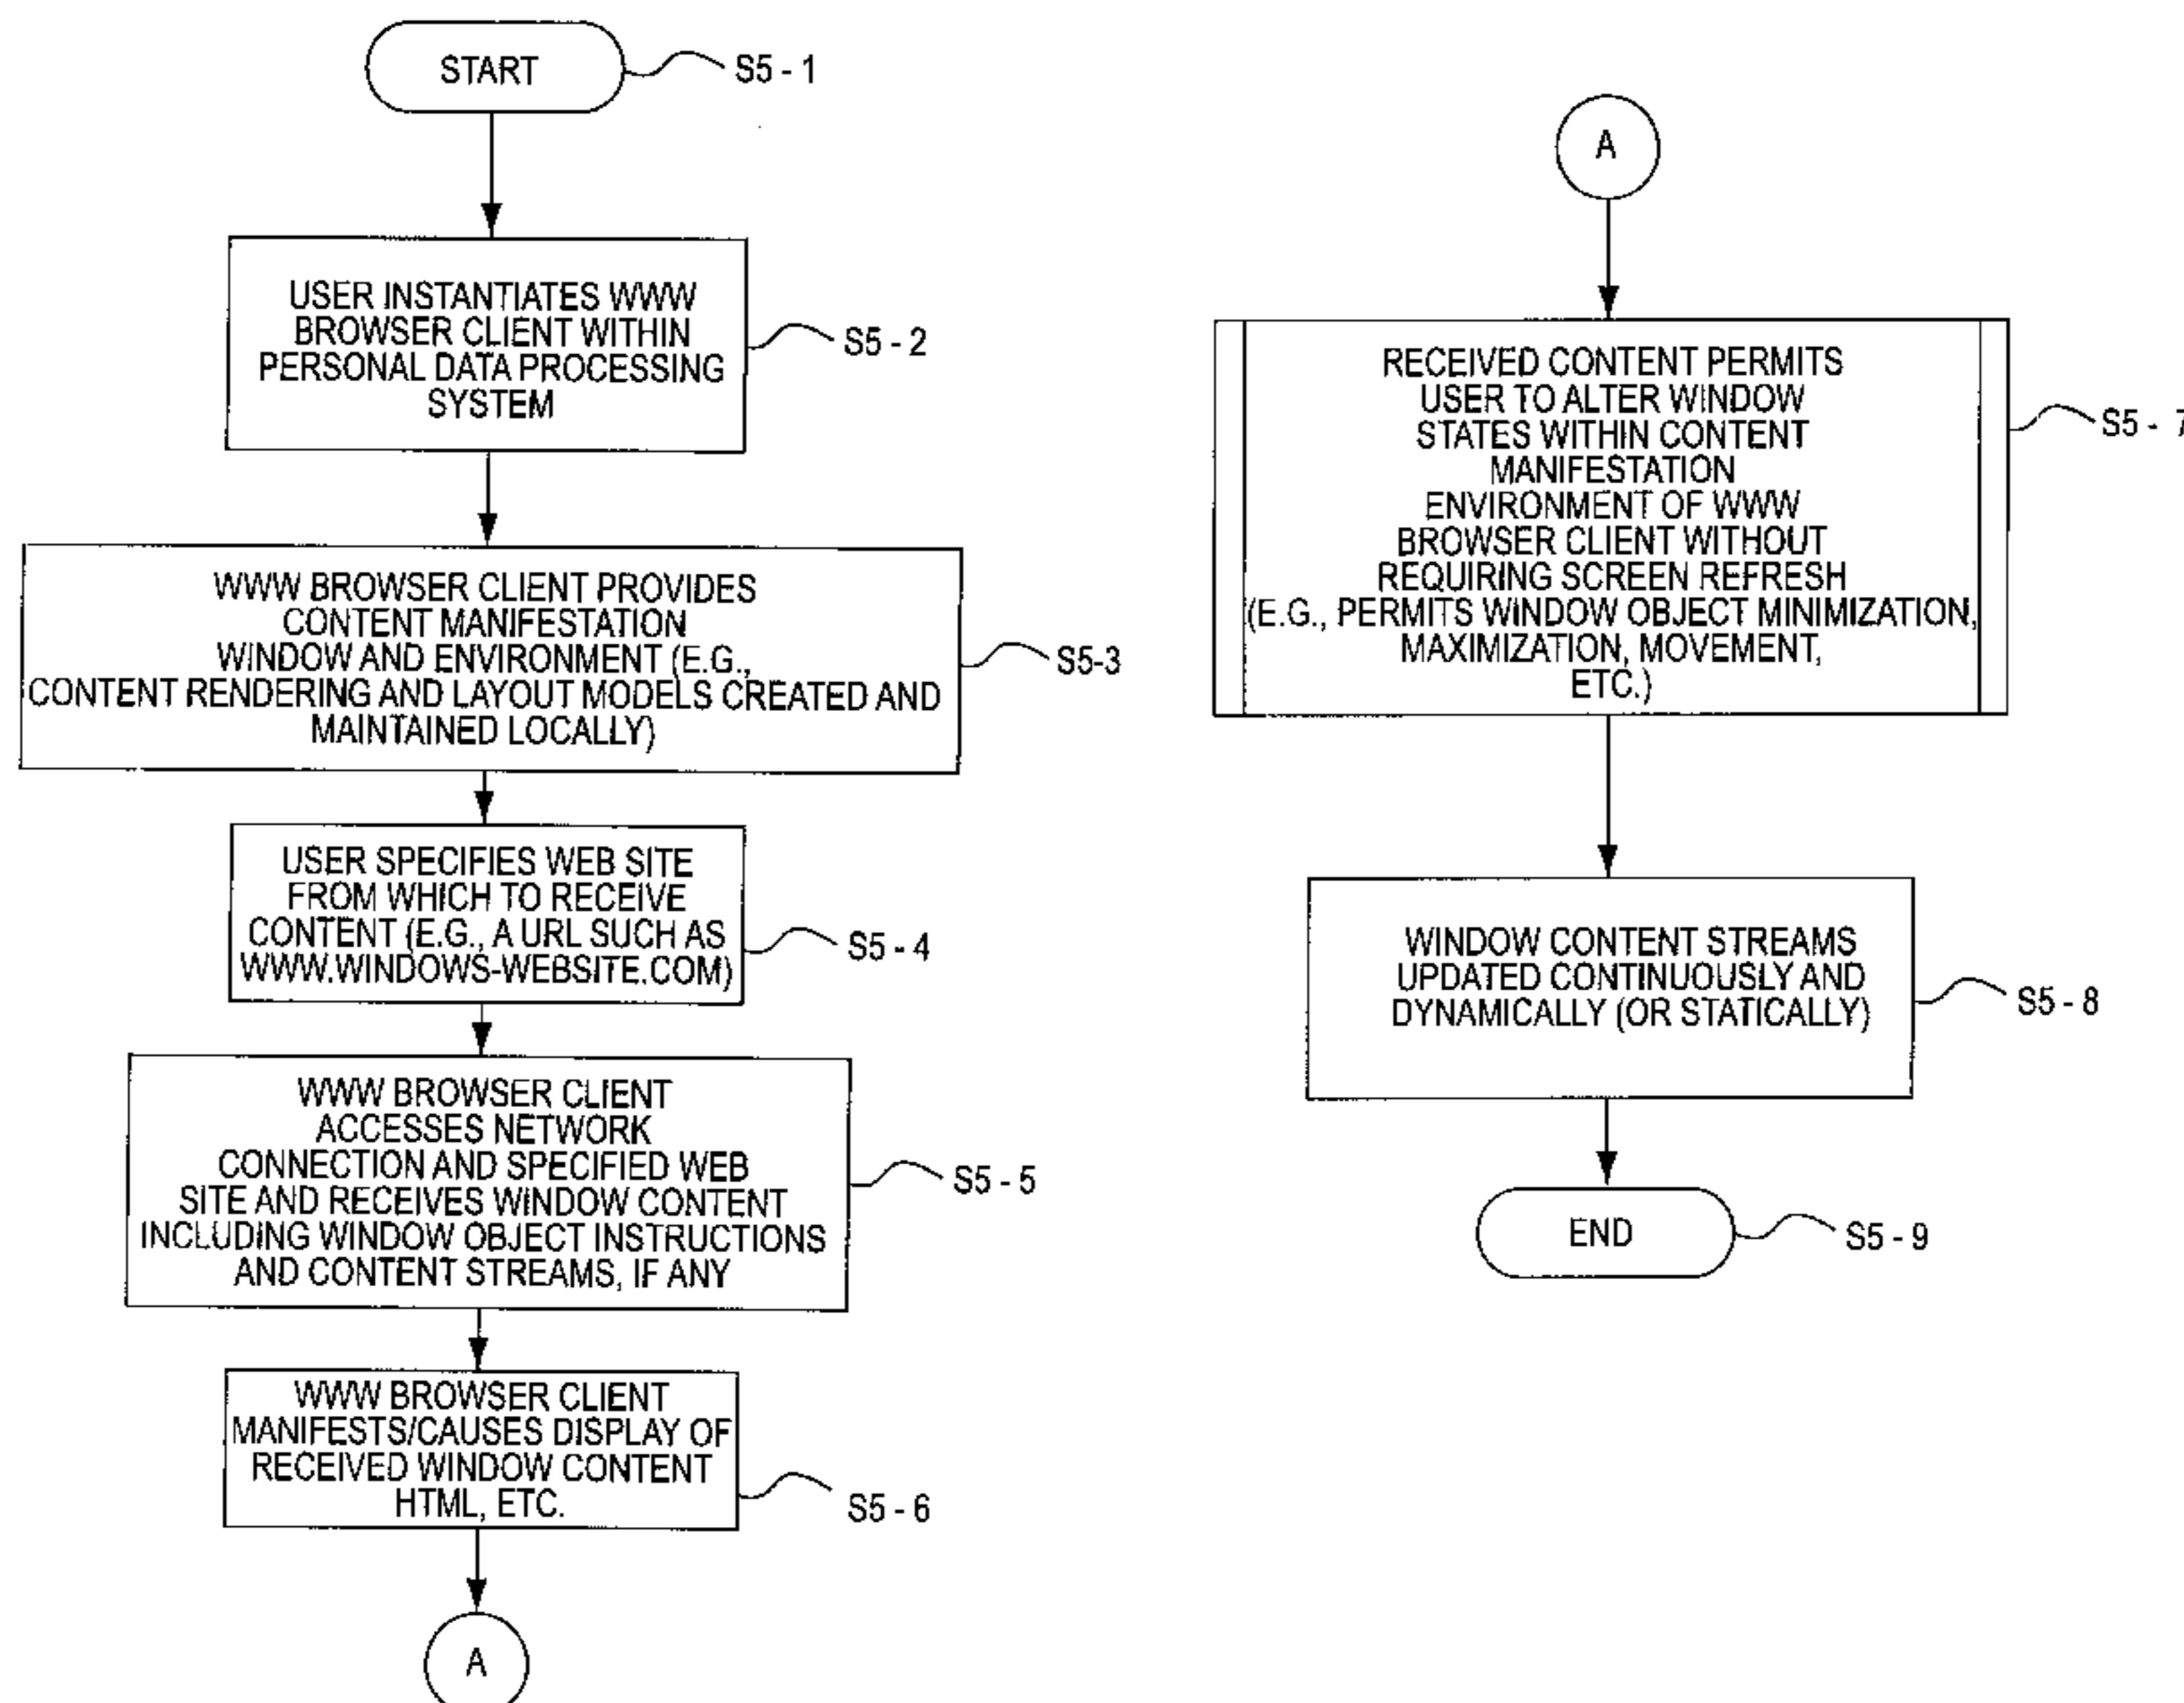 START
S5 - 1
USER INSTANTIATES WWW
BROWSER CLIENT WITHIN
PERSONAL DATA PROCESSING
SYSTEM
S5 - 2
WWW BROWSER CLIENT PROVIDES
CONTENT MANIFESTATION
WINDOW AND ENVIRONMENT (E.G.,
CONTENT RENDERING AND LAYOUT MODELS CREATED AND
MAINTAINED LOCALLY)
S5-3
USER SPECIFIES WEB SITE
FROM WHICH TO RECEIVE
CONTENT (E.G., A URL SUCH AS
WWW.WINDOWS-WEBSITE.COM)
S5 - 4
WWW BROWSER CLIENT
ACCESSES NETWORK
CONNECTION AND SPECIFIED WEB
SITE AND RECEIVES WINDOW CONTENT
INCLUDING WINDOW OBJECT INSTRUCTIONS
AND CONTENT STREAMS, IF ANY
S5 - 5
WWW BROWSER CLIENT
MANIFESTS/CAUSES DISPLAY OF
RECEIVED WINDOW CONTENT
HTML, ETC.
S5 - 6
A
A
RECEIVED CONTENT PERMITS
USER TO ALTER WINDOW
STATES WITHIN CONTENT
MANIFESTATION
ENVIRONMENT OF WWW
BROWSER CLIENT WITHOUT
REQUIRING SCREEN REFRESH
(E.G., PERMITS WINDOW OBJECT MINIMIZATION,
MAXIMIZATION, MOVEMENT,
ETC.)
S5 - 7
WINDOW CONTENT STREAMS
UPDATED CONTINUOUSLY AND
DYNAMICALLY (OR STATICALLY)
S5 - 8
END
S5 - 9